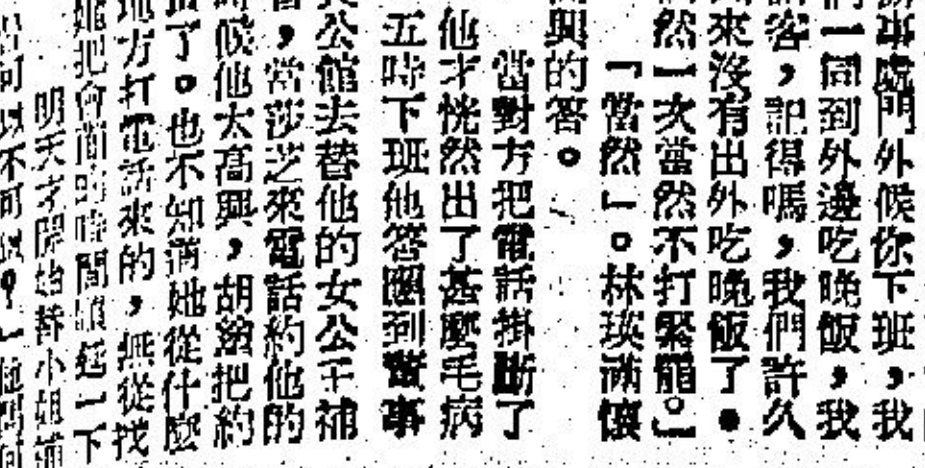 辦事處門外候你下班,我
們一同到外邊吃晚飯,我
請客,記得嗎,我們許久
來沒有出外吃晚飯了。
然一次當然不打緊罷。」
「當然」。林瑛滿懷
興的答。
當對方把電話掛斷了
他才恍然出了甚麼毛病
五時下班他答應到董事
公館去替他的女公子補
,當莎芝來電話約他的
時候他太高興,胡亂把約
了。也不知道她從什麼
地方打電話來的,無從找
她把會面時間順延一下
明天才開始替小姐補
可以不可以?」